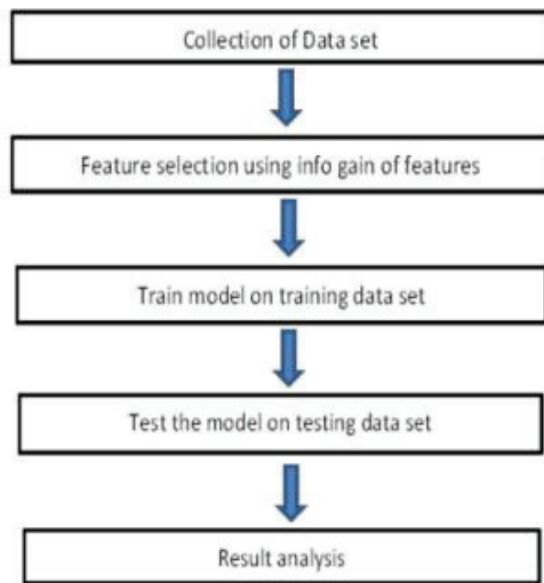 Collection of Data set
Feature selection using info gain of features
Train model on training data set
Test the model on testing data set
Result analysis